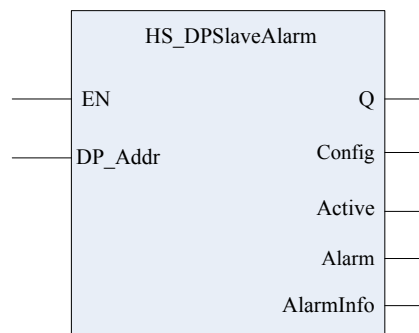 HS_DPSlaveAlarm
EN
Q
DP_Addr
Config
Active
Alarm
AlarmInfo